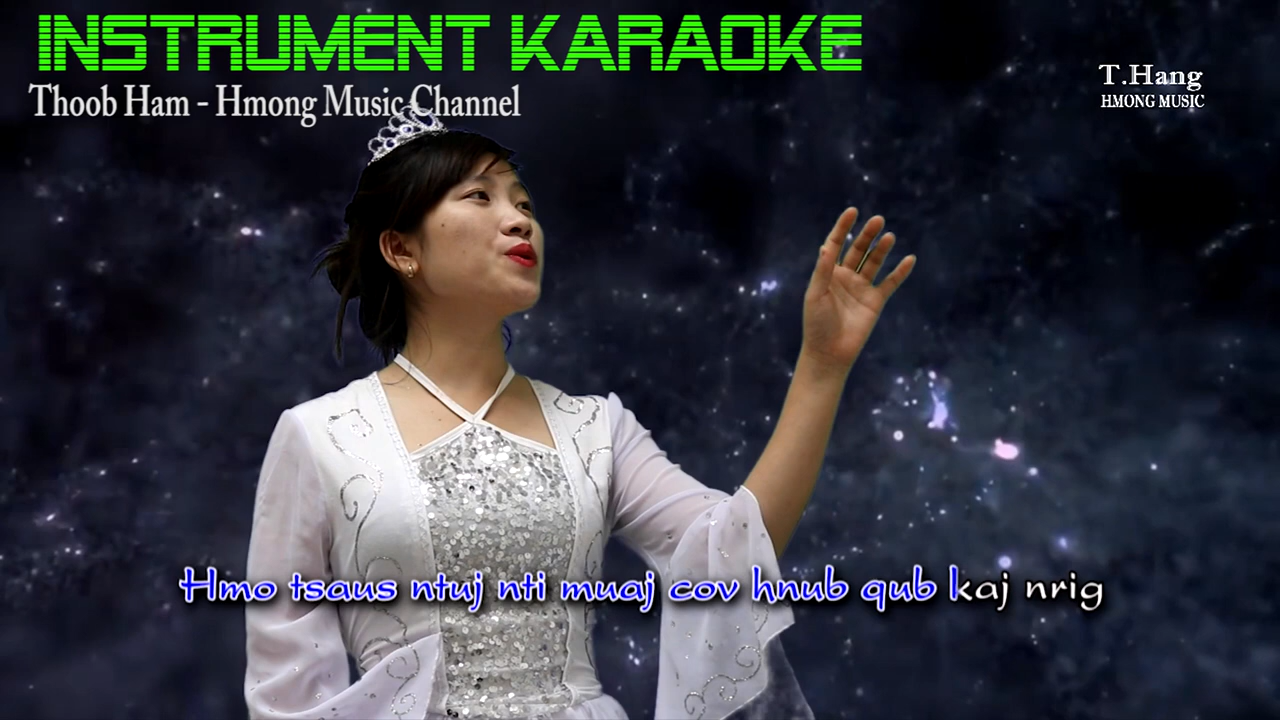 INSTRUMENT KARAOKE
Thoob Ham - Hmong Music Channel
T.Hang
HMONG MUSIC
Hmo tsaus ntuj nti muaj cov hnub qub kaj nrig